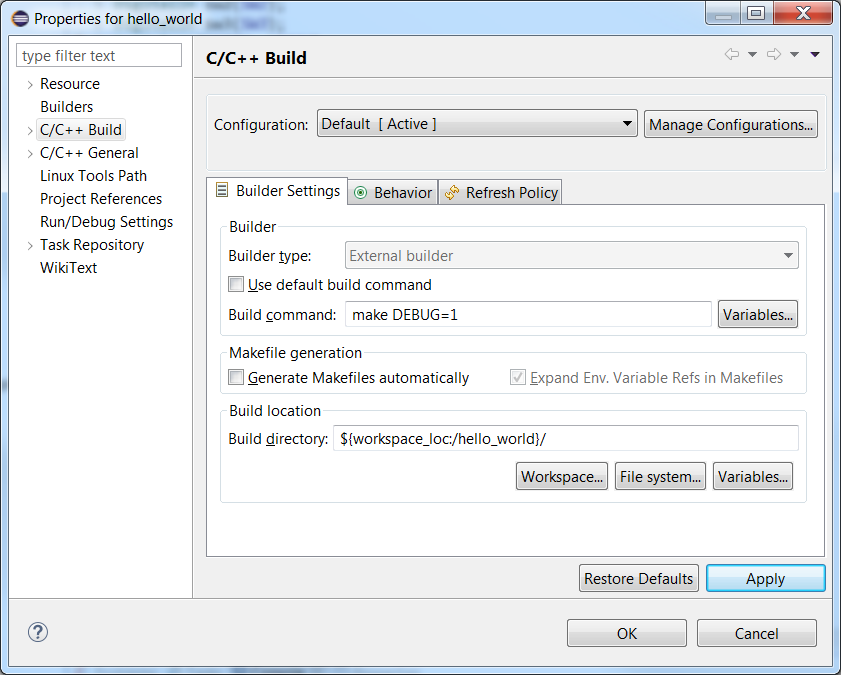 Properties for hello_world
type filter text
Resource
Builders
C/C++ Build
C/C++ General
Linux Tools Path
Project References
Run/Debug Settings
Task Repository
WikiText
C/C++ Build
Configuration: Default [ Active ] Manage Configurations...
Builder Settings Behavior Refresh Policy
Builder
Builder type: External builder
Use default build command
Build command: make DEBUG=1 Variables...
Makefile generation
Generate Makefiles automatically Expand Env. Variable Refs in Makefiles
Build location
Build directory: ${workspace_loc:/hello_world}/
Workspace... File system... Variables...
Restore Defaults Apply
? OK Cancel